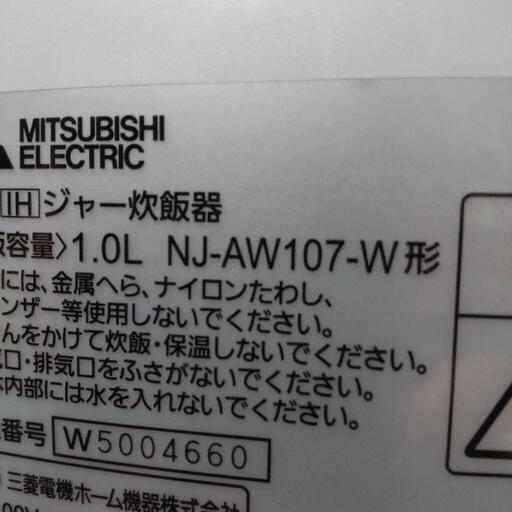 MITSUBISHI
ELECTRIC
IH ジャー炊飯器
容量〉1.0L NJ-AW107-W形
には、金属へら、ナイロンたわし、
ンザー等使用しないでください。
んをかけて炊飯・保温しないでください。
口・排気口をふさがないでください。
本内部には水を入れないでください。
番号 W5004660
三菱電機ホーム機器株式会社